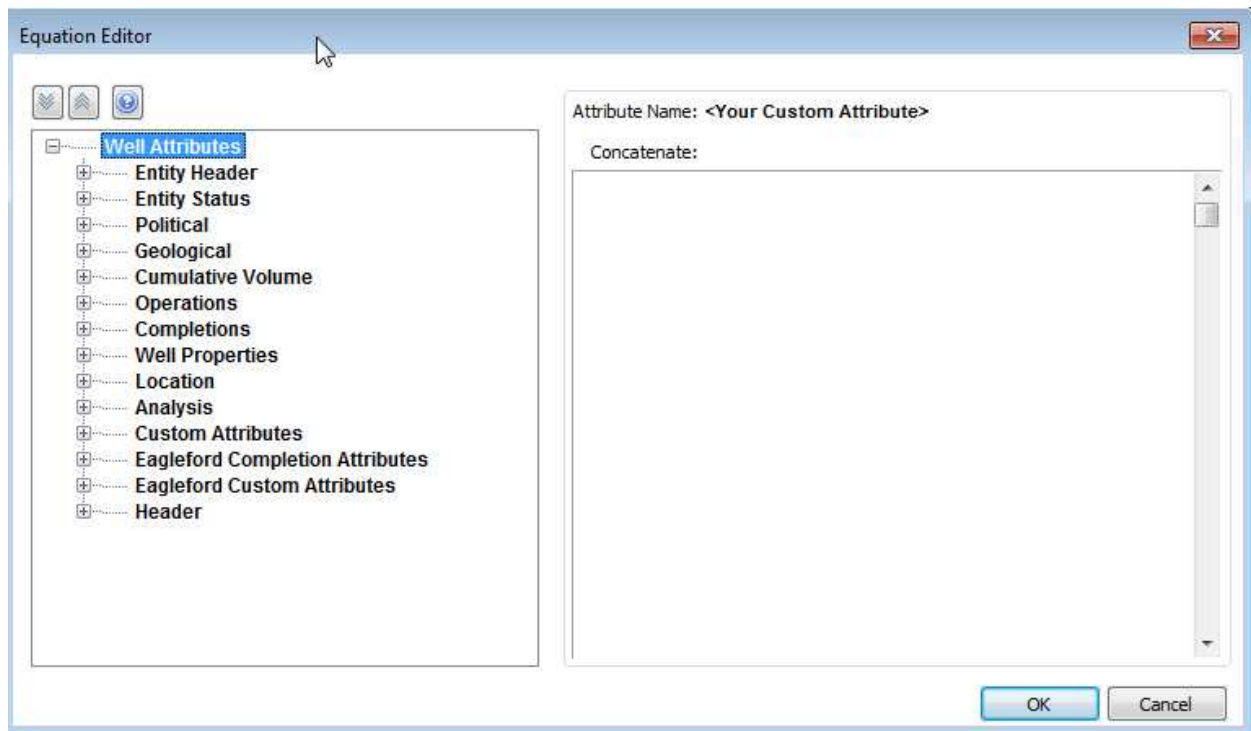 Equation Editor
Well Attributes
Entity Header
Entity Status
Political
Geological
Cumulative Volume
Operations
Completions
Well Properties
Location
Analysis
Custom Attributes
Eagleford Completion Attributes
Eagleford Custom Attributes
Header
Attribute Name: <Your Custom Attribute>
Concatenate:
OK Cancel